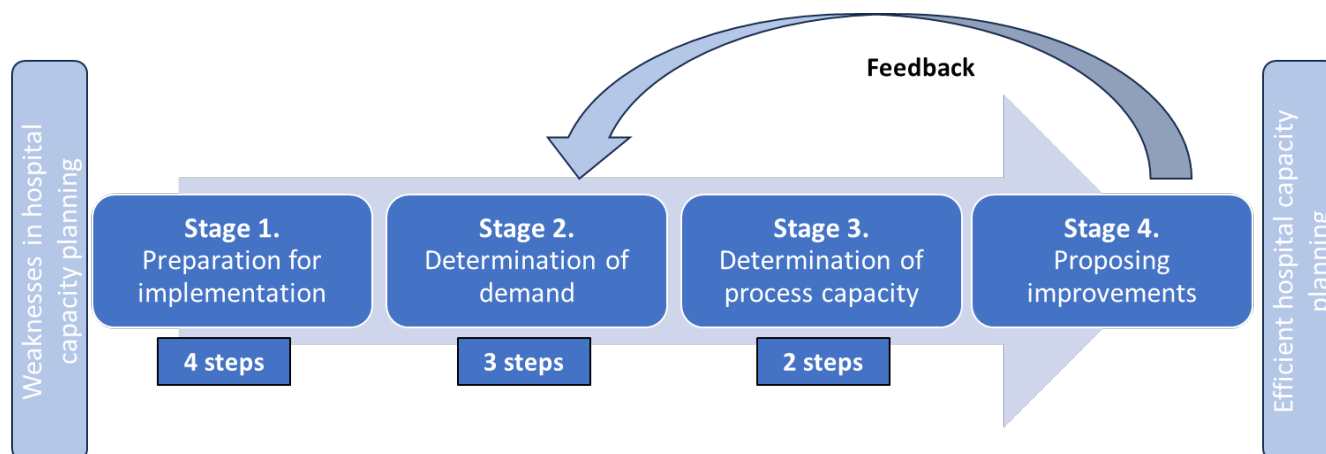 Feedback
Weaknesses in hospital
capacity planning
Stage 1.
Preparation for
implementation
4 steps
Stage 2.
Determination of
demand
3 steps
Stage 3.
Determination of
process capacity
2 steps
Stage 4.
Proposing
improvements
Efficient hospital capacity
planning